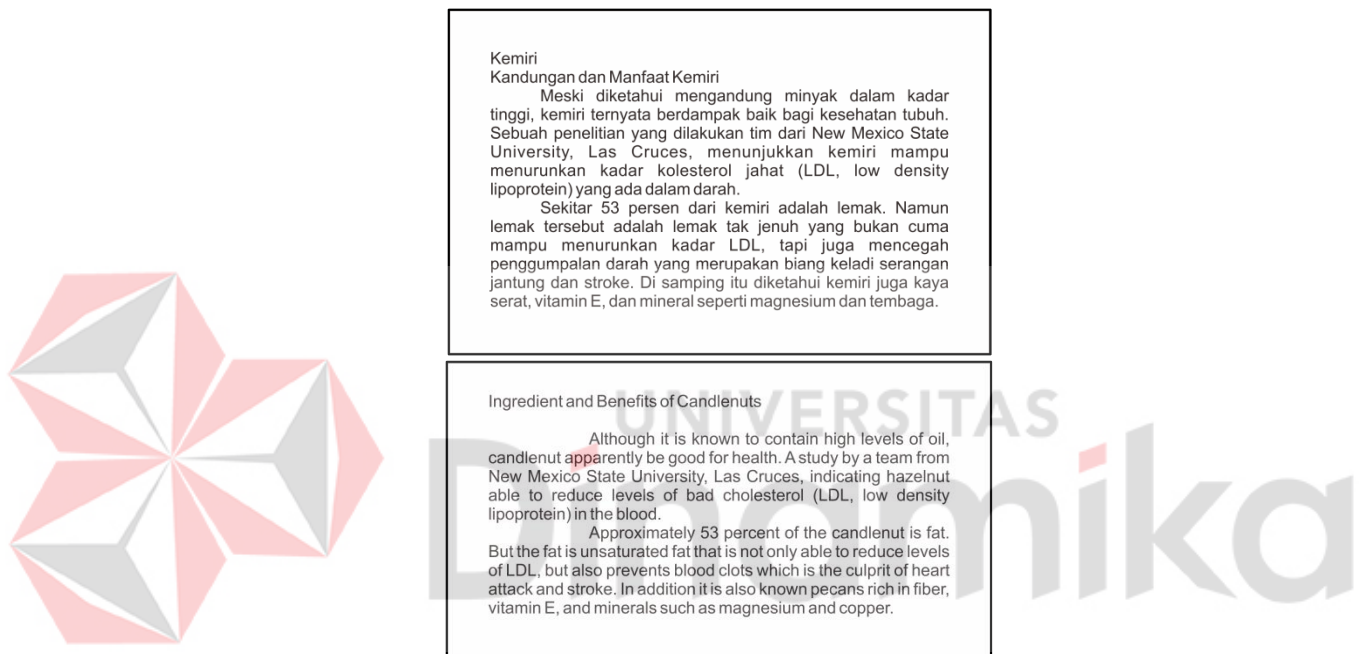 Kemiri
Kandungan dan Manfaat Kemiri
Meski diketahui mengandung minyak dalam kadar
tinggi, kemiri ternyata berdampak baik bagi kesehatan tubuh.
Sebuah penelitian yang dilakukan tim dari New Mexico State
University, Las Cruces, menunjukkan kemiri mampu
menurunkan kadar kolesterol jahat (LDL, low density
lipoprotein) yang ada dalam darah.
Sekitar 53 persen dari kemiri adalah lemak. Namun
lemak tersebut adalah lemak tak jenuh yang bukan cuma
mampu menurunkan kadar LDL, tapi juga mencegah
penggumpalan darah yang merupakan biang keladi serangan
jantung dan stroke. Di samping itu diketahui kemiri juga kaya
serat, vitamin E, dan mineral seperti magnesium dan tembaga.
Ingredient and Benefits of Candlenuts
UNIVERSITAS
Dinamika
Although it is known to contain high levels of oil,
candlenut apparently be good for health. A study by a team from
New Mexico State University, Las Cruces, indicating hazelnut
able to reduce levels of bad cholesterol (LDL, low density
lipoprotein) in the blood.
Approximately 53 percent of the candlenut is fat.
But the fat is unsaturated fat that is not only able to reduce levels
of LDL, but also prevents blood clots which is the culprit of heart
attack and stroke. In addition it is also known pecans rich in fiber,
vitamin E, and minerals such as magnesium and copper.